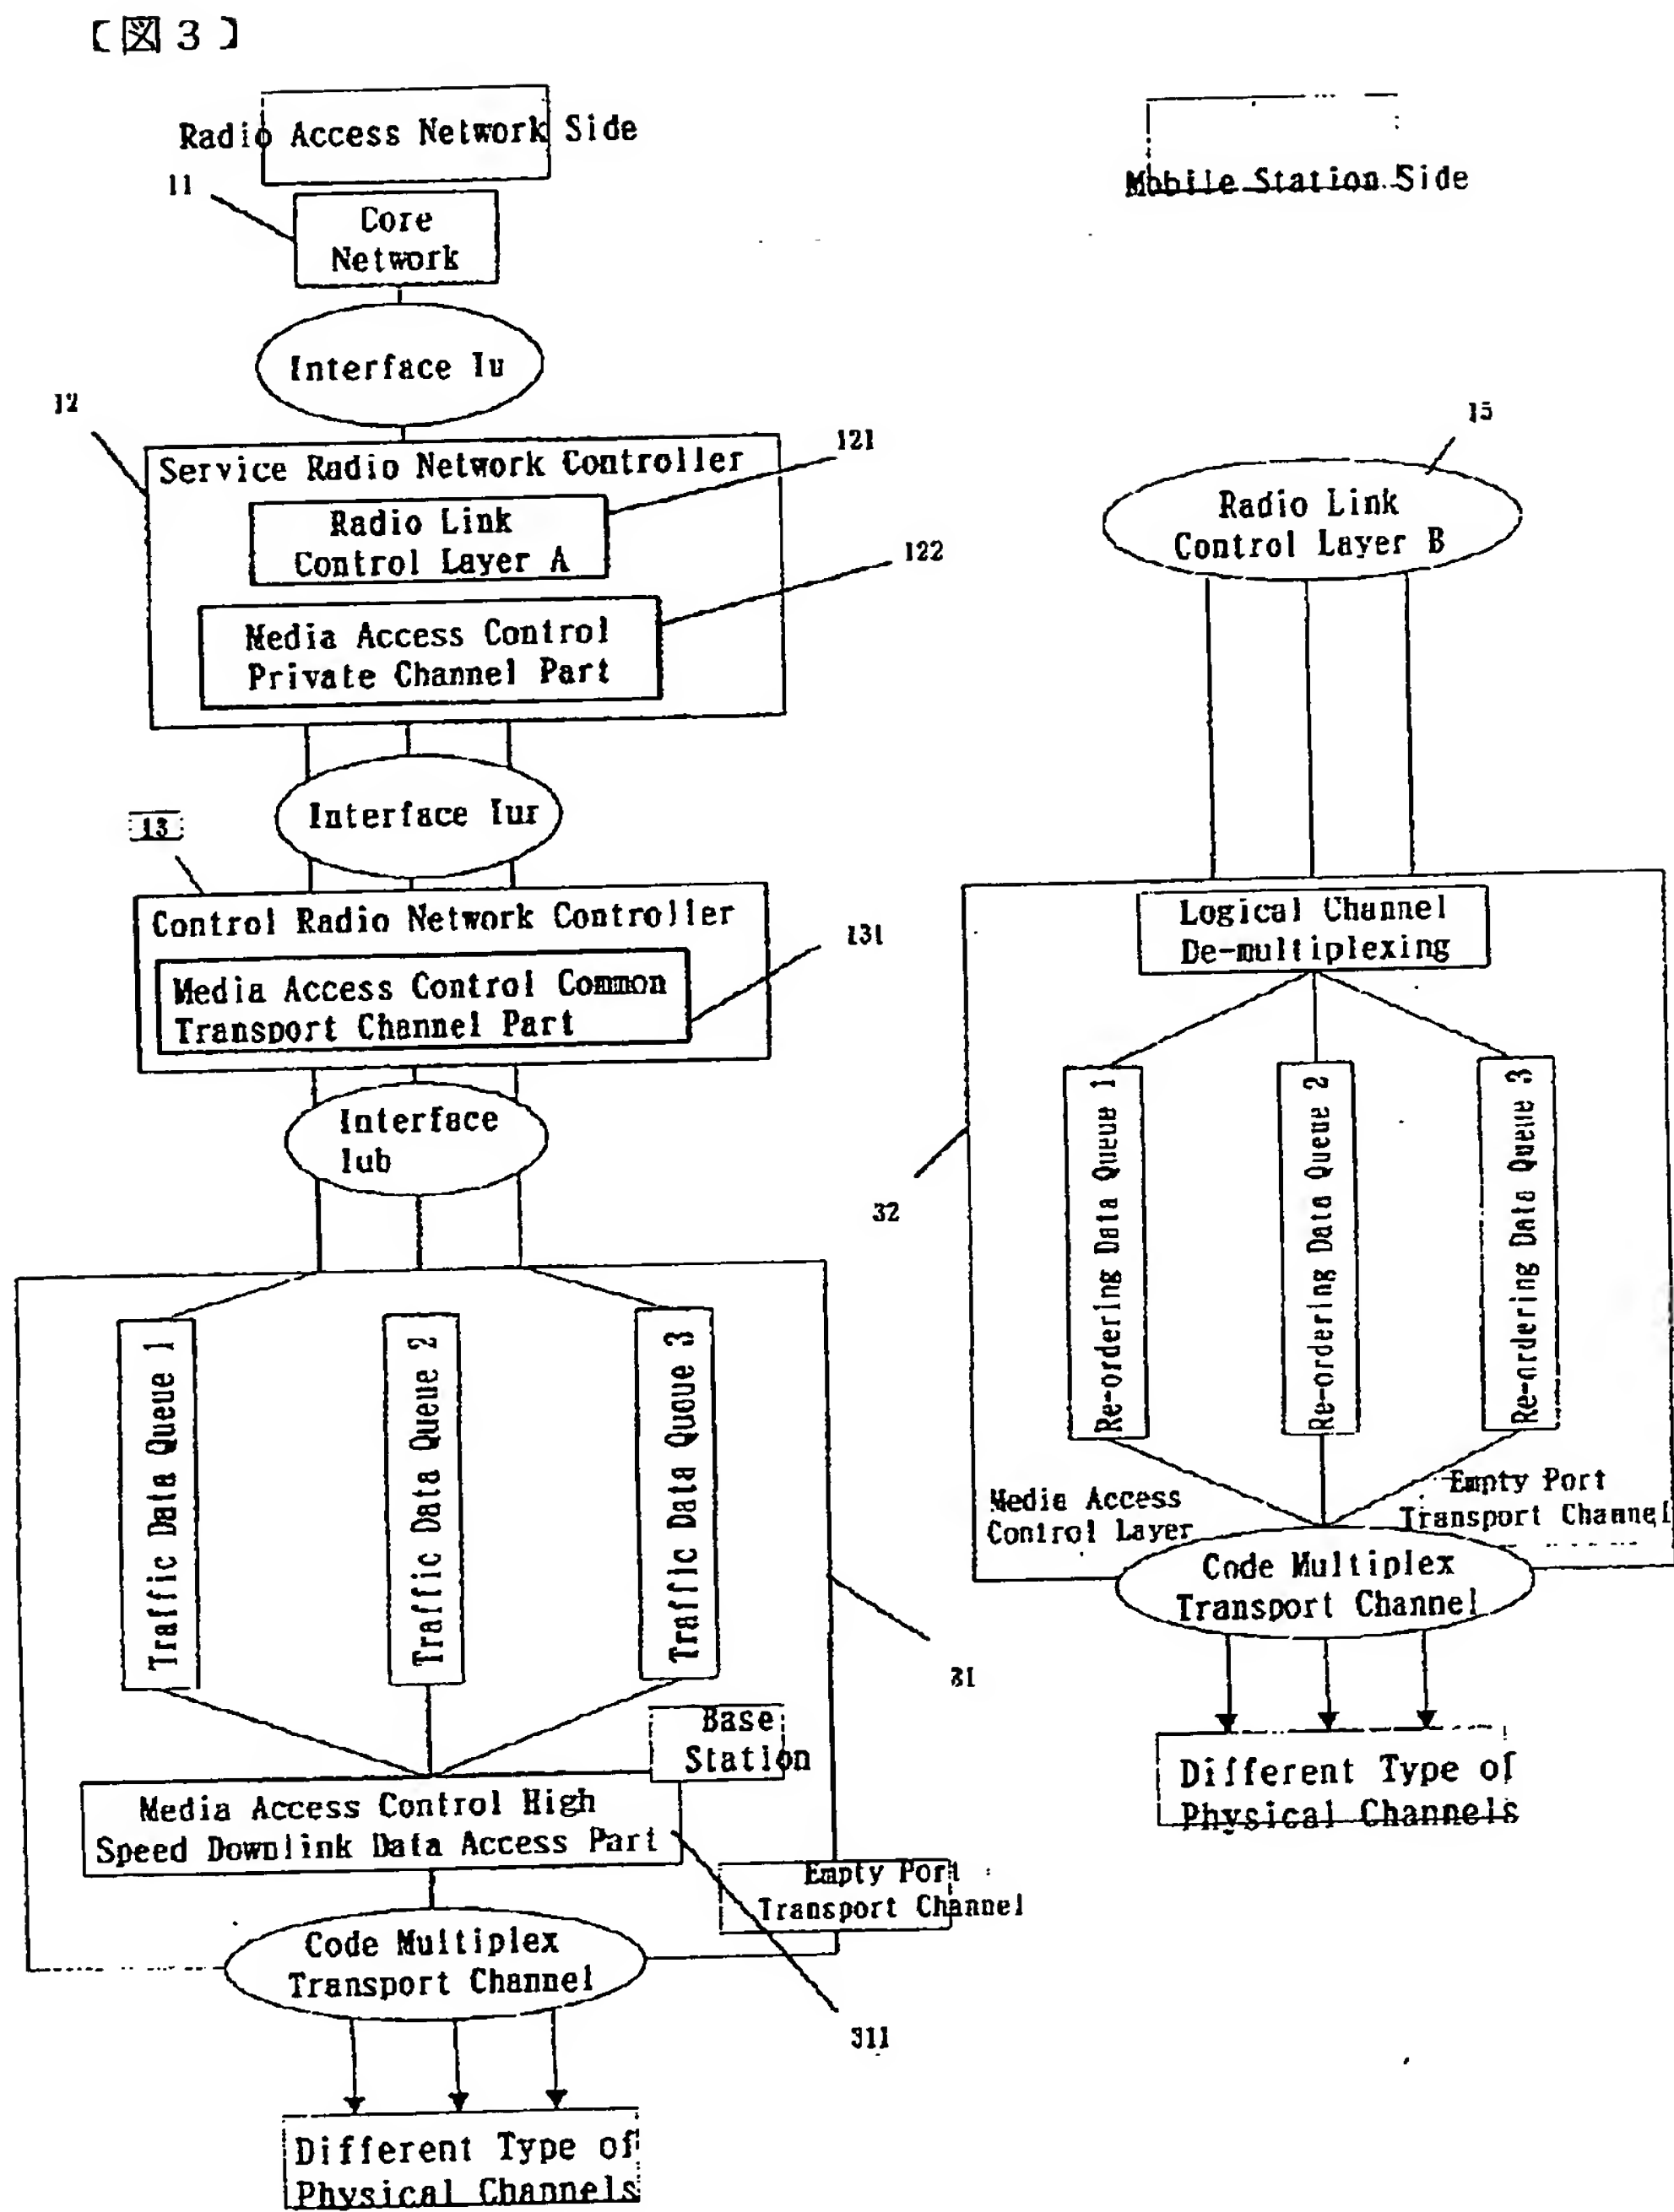 〔図３〕
Radio Access Network Side
11
Core
Network
Interface Iu
12
Service Radio Network Controller
121
Radio Link
Control Layer A
122
Media Access Control
Private Channel Part
Interface Iur
13
Control Radio Network Controller
131
Media Access Control Common
Transport Channel Part
Interface
Iub
Traffic Data Queue 1
Traffic Data Queue 2
Traffic Data Queue 3
31
Base
Station
Media Access Control High
Speed Downlink Data Access Part
Empty Port
Transport Channel
Code Multiplex
Transport Channel
311
Different Type of
Physical Channels
Mobile Station Side
15
Radio Link
Control Layer B
Logical Channel
De-multiplexing
32
Re-ordering Data Queue 1
Re-ordering Data Queue 2
Re-ordering Data Queue 3
Media Access
Control Layer
Empty Port
Transport Channel
Code Multiplex
Transport Channel
Different Type of
Physical Channels